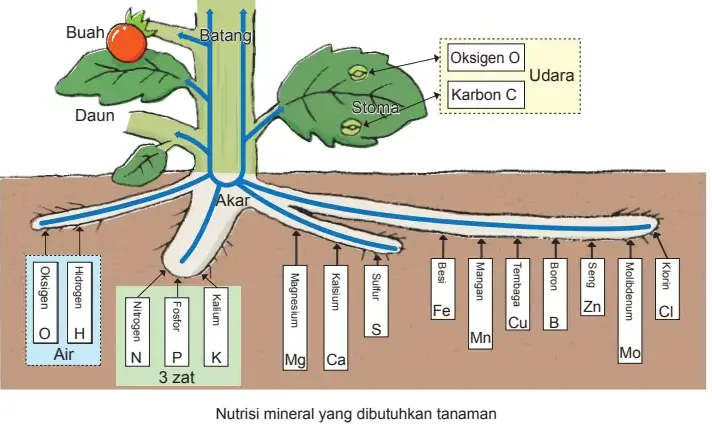 Buah
Batang
Oksigen O
Udara
Karbon C
Stoma
Daun
Akar
Oksigen
O
Hidrogen
H
Air
Nitrogen
N
Fosfor
P
Kalium
K
3 zat
Magnesium
Mg
Kalsium
Ca
Sulfur
S
Besi
Fe
Mangan
Mn
Tembaga
Cu
Boron
B
Seng
Zn
Molibdenum
Mo
Klorin
Cl
Nutrisi mineral yang dibutuhkan tanaman